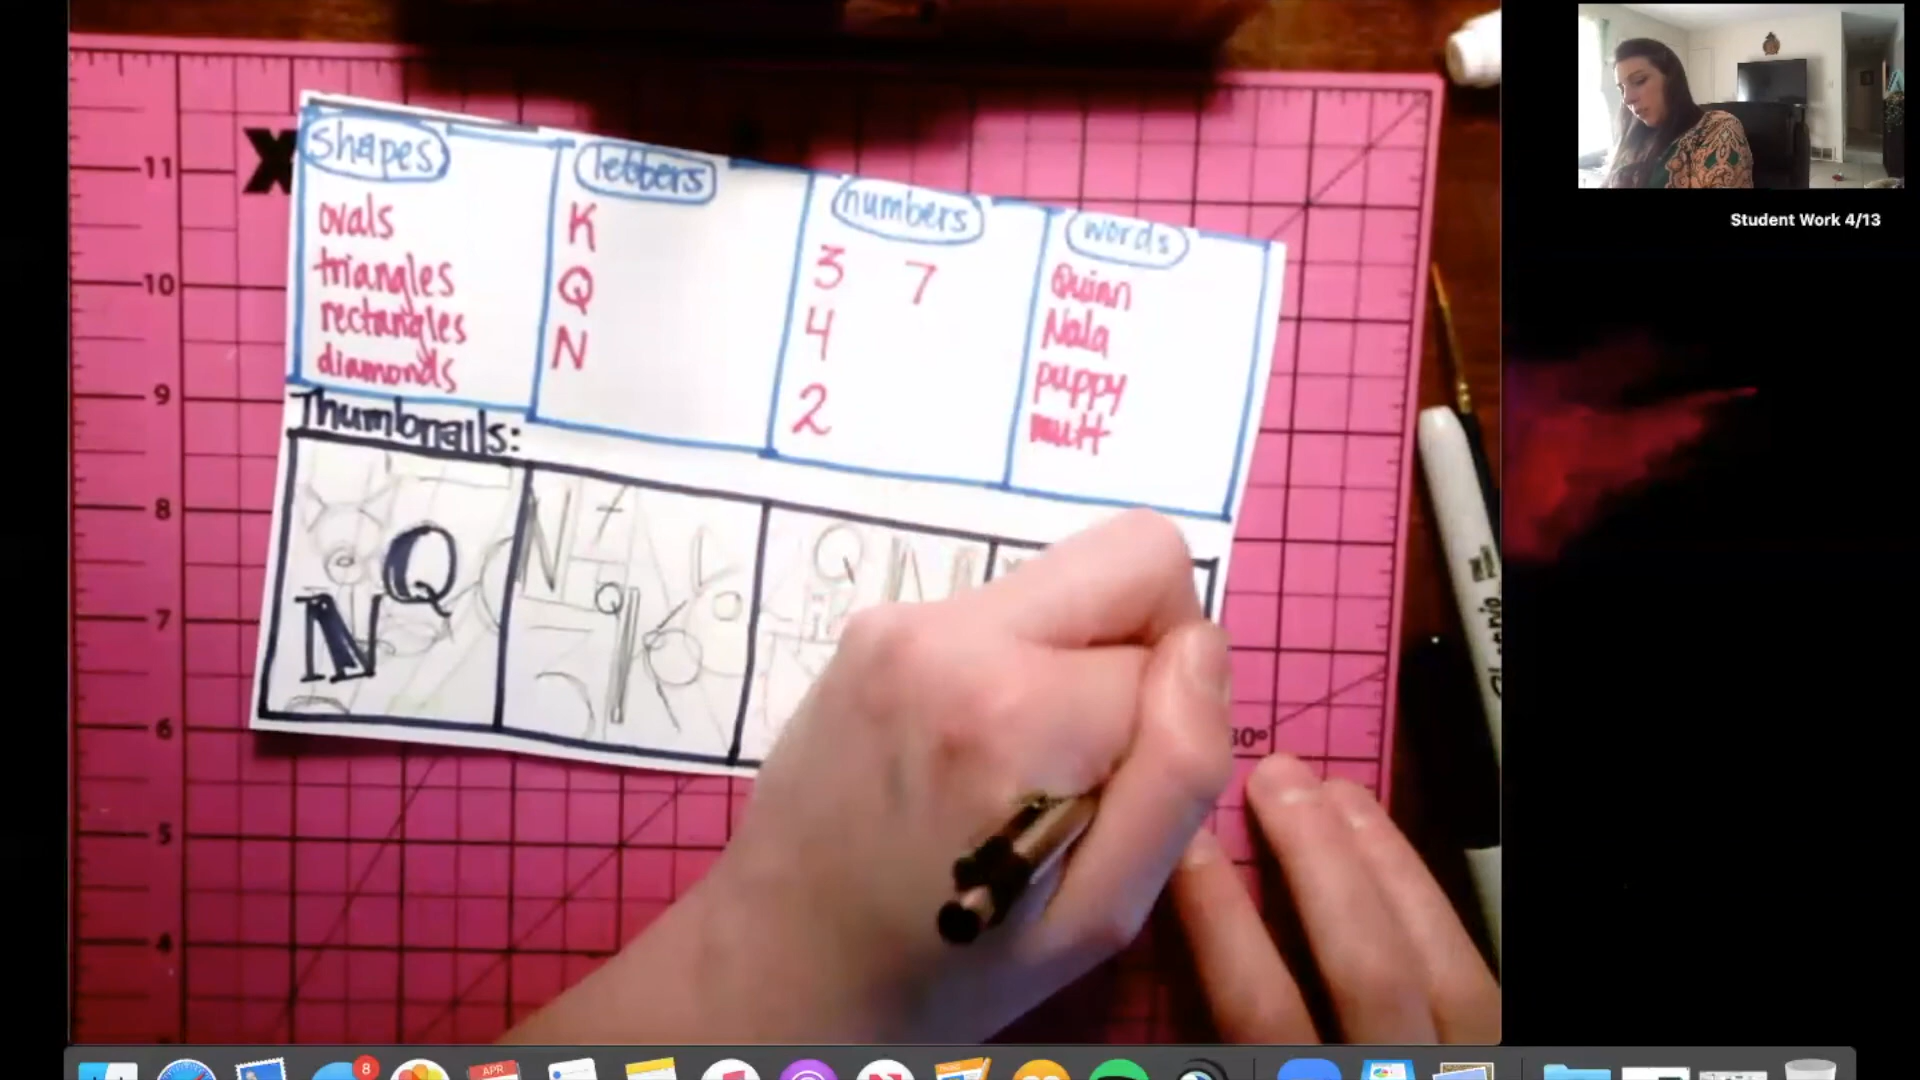 Student Work 4/13
shapes
ovals
triangles
rectangles
diamonds
letters
K
Q
N
numbers
3 7
4
2
words
Quinn
Nala
puppy
mutt
Thumbnails:
Q
N
N 7
Q
Q N
X
11
10
9
8
7
6
5
4
8
APR